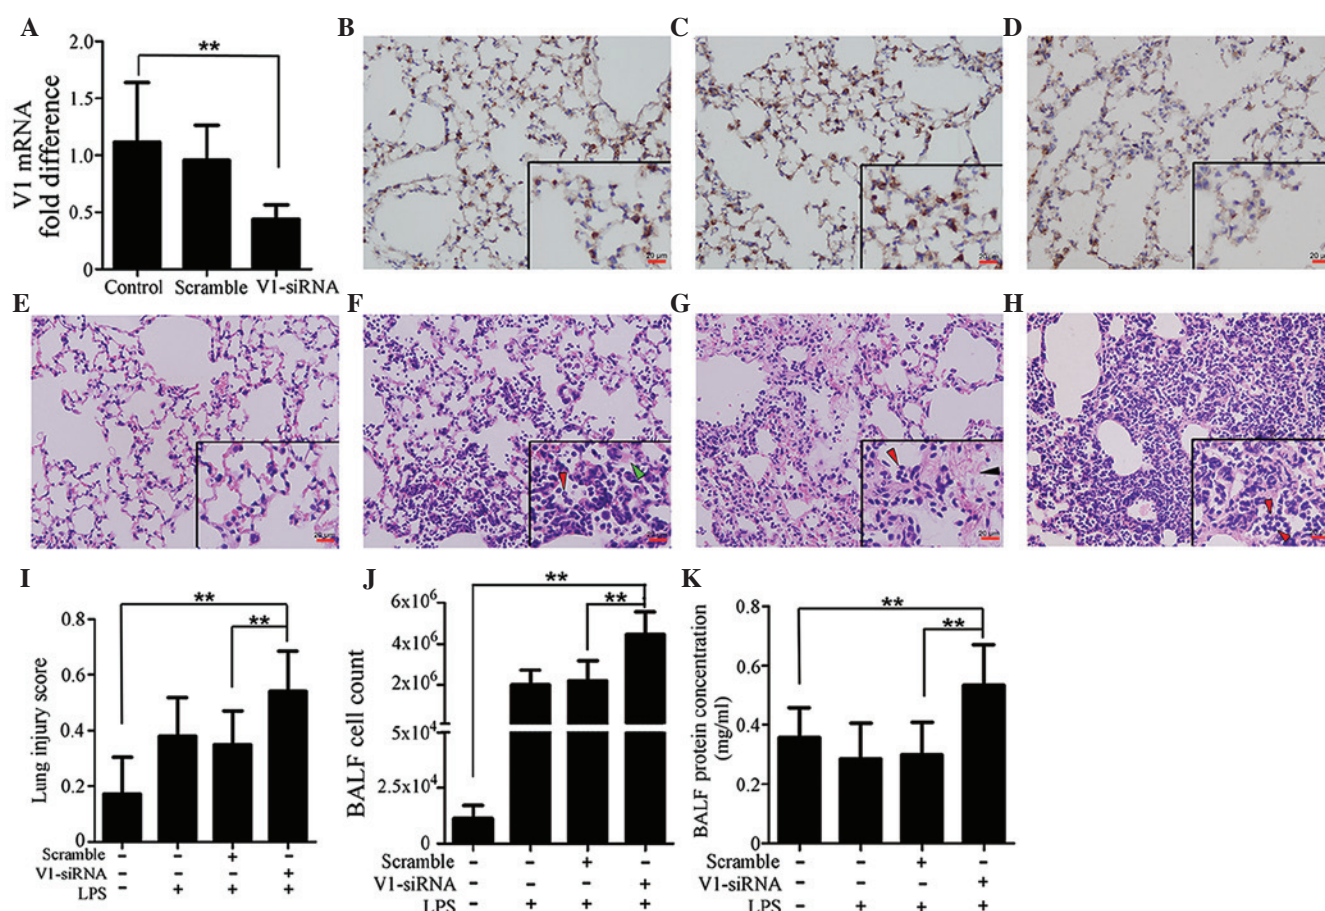 A
V1 mRNA
fold difference
2.0
1.5
1.0
0.5
0
**
Control Scramble V1-siRNA
B
20 μm
C
20 μm
D
20 μm
E
20 μm
F
G
20 μm
H
I
Lung injury score
0.8
0.6
0.4
0.2
0
**
**
Scramble - - + -
V1-siRNA - - - +
LPS - + + +
J
BALF cell count
6x10⁶
4x10⁶
2x10⁶
5x10⁴
2.5x10⁴
0
**
**
Scramble - - + -
V1-siRNA - - - +
LPS - + + +
K
BALF protein concentration
(mg/ml)
0.8
0.6
0.4
0.2
0
**
**
Scramble - - + -
V1-siRNA - - - +
LPS - + + +